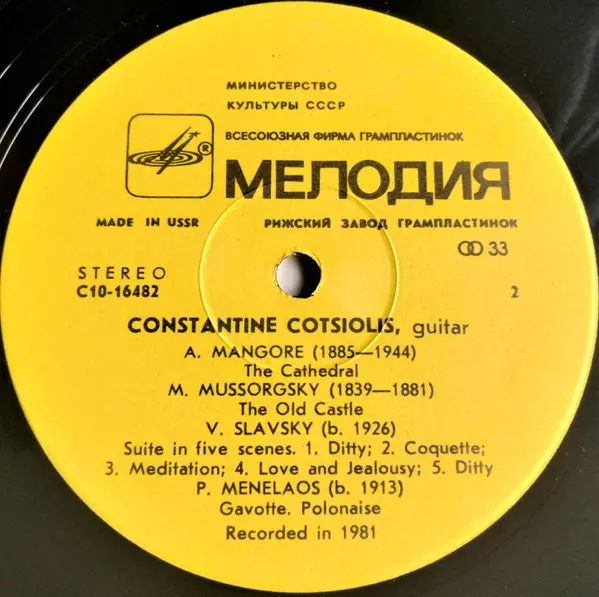 МИНИСТЕРСТВО
КУЛЬТУРЫ СССР
ВСЕСОЮЗНАЯ ФИРМА ГРАМПЛАСТИНОК
®
МЕЛОДИЯ
MADE IN USSR
РИЖСКИЙ ЗАВОД ГРАМПЛАСТИНОК
33
STEREO
C10-16482
2
CONSTANTINE COTSIOLIS, guitar
A. MANGORE (1885—1944)
The Cathedral
M. MUSSORGSKY (1839—1881)
The Old Castle
V. SLAVSKY (b. 1926)
Suite in five scenes. 1. Ditty; 2. Coquette;
3. Meditation; 4. Love and Jealousy; 5. Ditty
P. MENELAOS (b. 1913)
Gavotte. Polonaise
Recorded in 1981